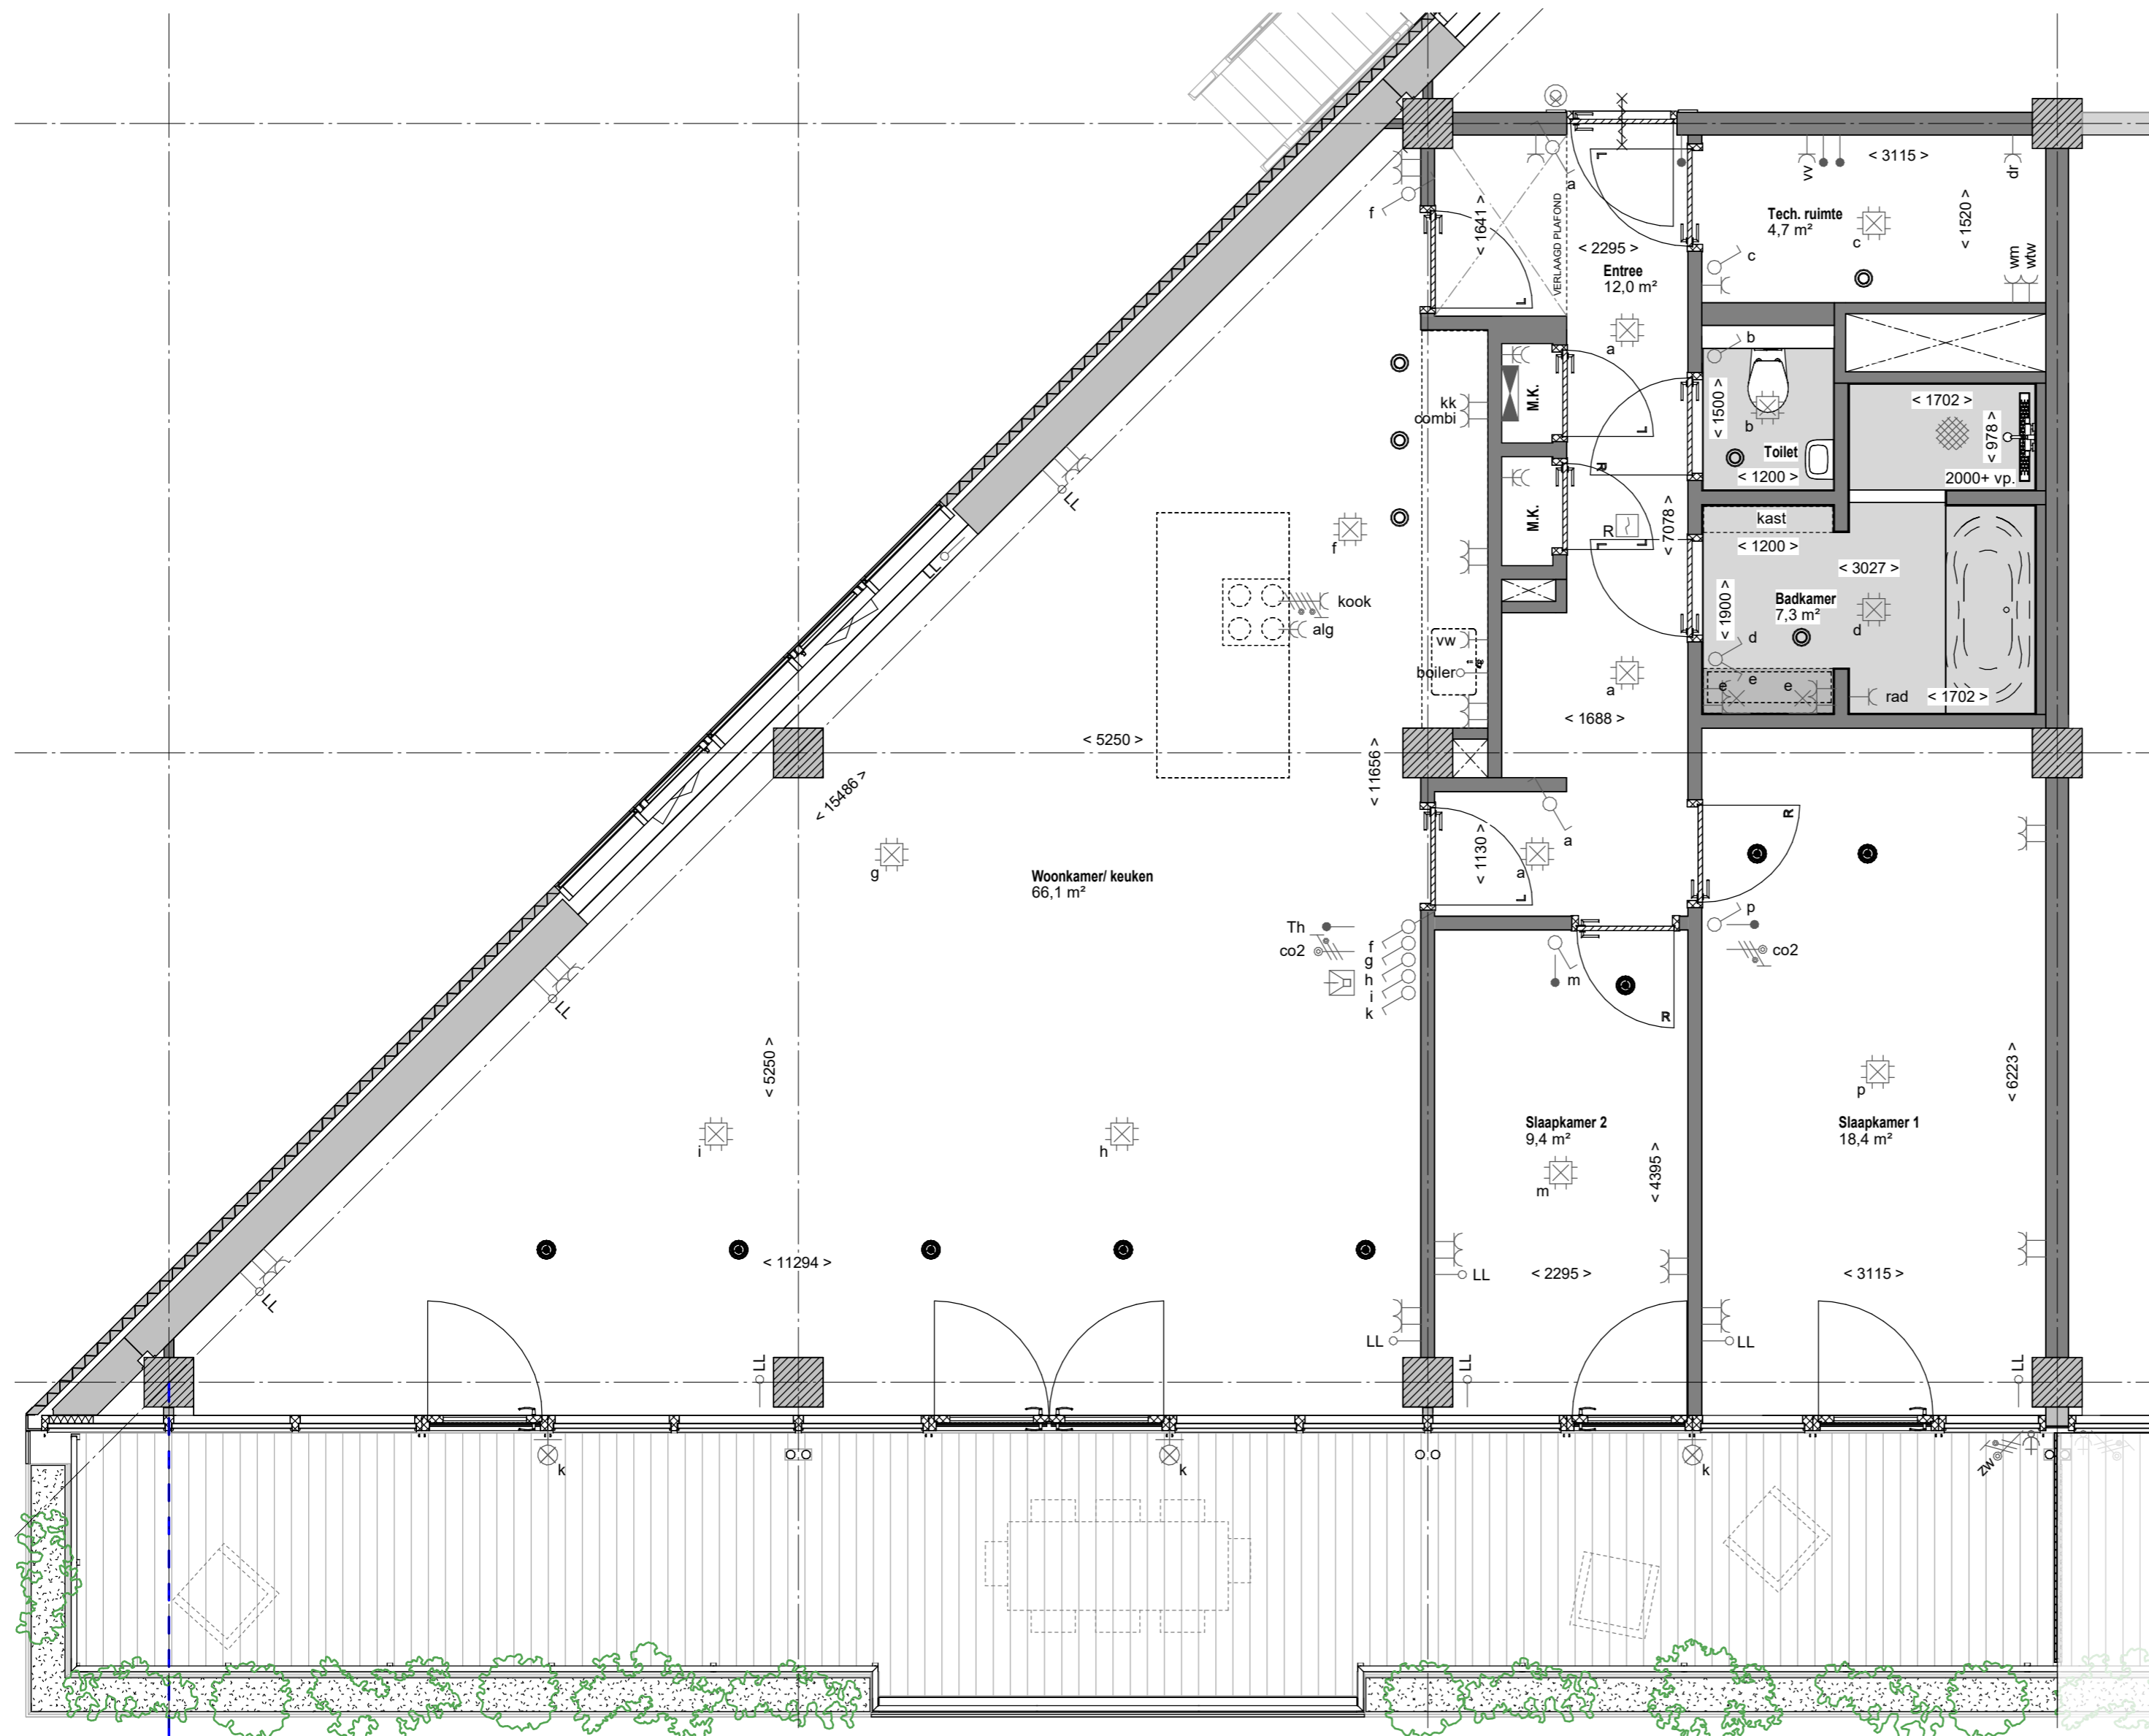 < 3115 >
vv
dr
a
f
< 1641 >
VERLAAGD PLAFOND
< 2295 >
Entree
12,0 m²
Tech. ruimte
4,7 m²
c
c
< 1520 >
wm
wtw
L
L
a
b
b
< 1500 >
Toilet
< 1200 >
< 1702 >
< 978 >
2000+ vp.
kk
combi
M.K.
M.K.
L
R
L
L
R
< 7078 >
kast
< 1200 >
< 3027 >
Badkamer
7,3 m²
< 1900 >
d
d
e
e
e
rad
< 1702 >
LL
LL
f
kook
alg
vw
boiler
a
< 1688 >
< 5250 >
< 15486 >
< 11656 >
g
Woonkamer/ keuken
66,1 m²
< 1130 >
a
a
L
R
p
co2
Th
co2
f
g
h
i
k
m
R
LL
< 5250 >
i
h
Slaapkamer 2
9,4 m²
m
< 4395 >
Slaapkamer 1
18,4 m²
p
< 6223 >
< 11294 >
< 2295 >
< 3115 >
LL
LL
LL
LL
LL
LL
LL
k
k
k
zw